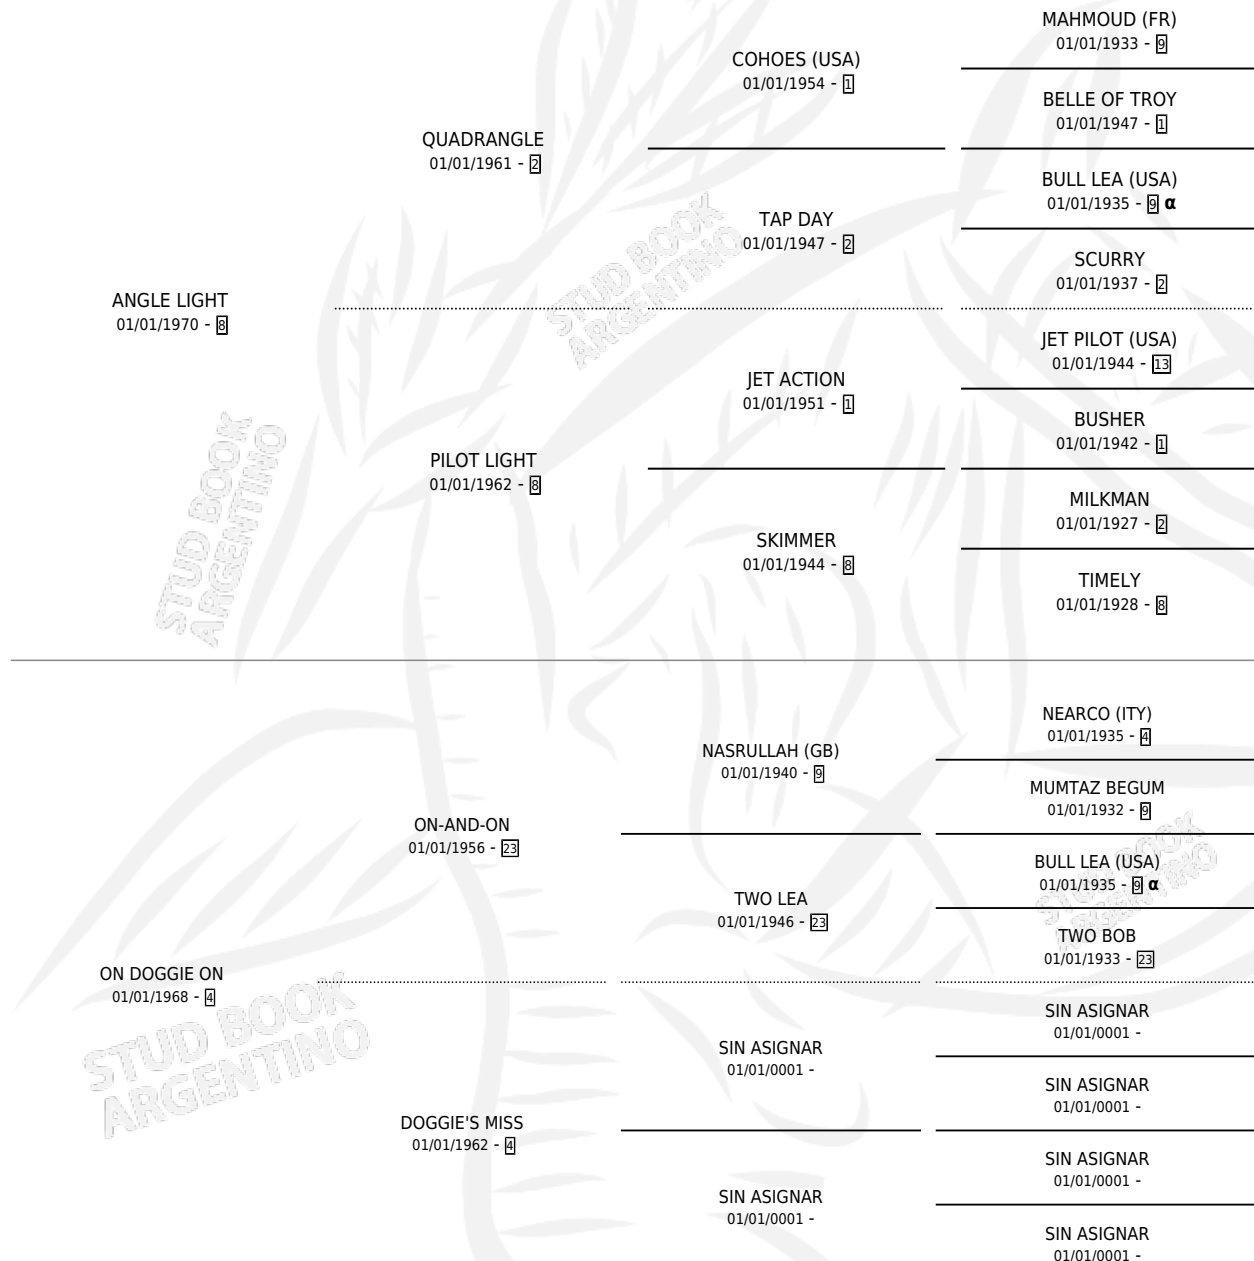 MAHMOUD (FR)
01/01/1933 - 9
COHOES (USA)
01/01/1954 - 1
BELLE OF TROY
01/01/1947 - 1
QUADRANGLE
01/01/1961 - 2
BULL LEA (USA)
01/01/1935 - 9 α
TAP DAY
01/01/1947 - 2
SCURRY
01/01/1937 - 2
ANGLE LIGHT
01/01/1970 - 8
JET PILOT (USA)
01/01/1944 - 13
JET ACTION
01/01/1951 - 1
BUSHER
01/01/1942 - 1
PILOT LIGHT
01/01/1962 - 8
MILKMAN
01/01/1927 - 2
SKIMMER
01/01/1944 - 8
TIMELY
01/01/1928 - 8
NEARCO (ITY)
01/01/1935 - 4
NASRULLAH (GB)
01/01/1940 - 9
MUMTAZ BEGUM
01/01/1932 - 9
ON-AND-ON
01/01/1956 - 23
BULL LEA (USA)
01/01/1935 - 9 α
TWO LEA
01/01/1946 - 23
TWO BOB
01/01/1933 - 23
ON DOGGIE ON
01/01/1968 - 4
SIN ASIGNAR
01/01/0001 -
SIN ASIGNAR
01/01/0001 -
SIN ASIGNAR
01/01/0001 -
DOGGIE'S MISS
01/01/1962 - 4
SIN ASIGNAR
01/01/0001 -
SIN ASIGNAR
01/01/0001 -
SIN ASIGNAR
01/01/0001 -
STUD BOOK
ARGENTINO
STUD BOOK
ARGENTINO
STUD BOOK
ARGENTINO
STUD BOOK
ARGENTINO